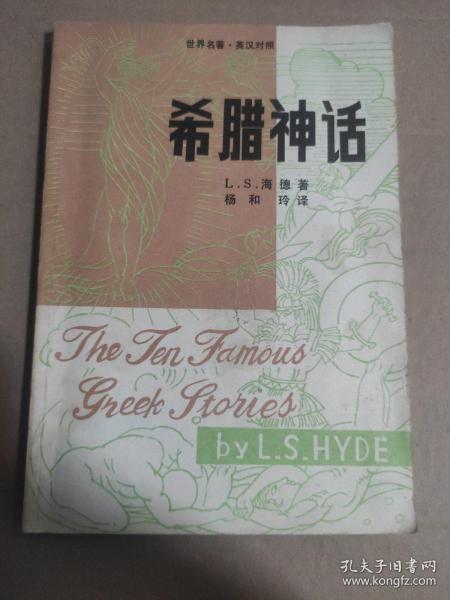 世界名著·英汉对照
希腊神话
L.S.海德著
杨和玲译
The Ten Famous
Greek Stories
by L.S.HYDE
孔夫子旧书网
www.kongfz.com